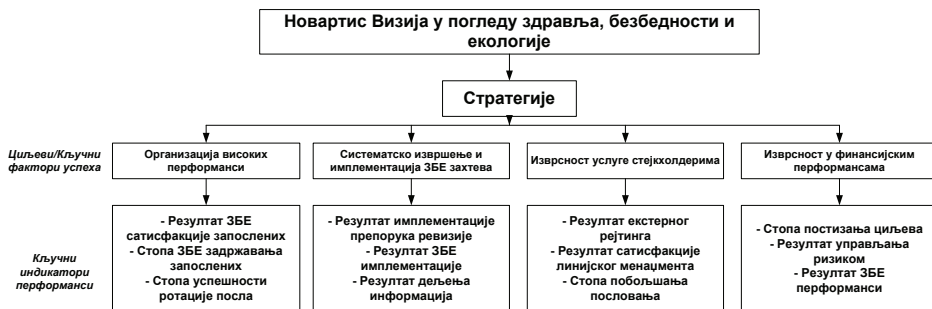 Новартис Визија у погледу здравља, безбедности и
екологије
Стратегије
Циљеви/Кључни
фактори успеха
Организација високих
перформанси
Систематско извршење и
имплементација ЗБЕ захтева
Изврсност услуге стејкхолдерима
Изврсност у финансијским
перформансама
Кључни
индикатори
перформанси
- Резултат ЗБЕ
сатисфакције запослених
- Стопа ЗБЕ задржавања
запослених
- Стопа успешности
ротације посла
- Резултат имплементације
препорука ревизије
- Резултат ЗБЕ
имплементације
- Резултат дељења
информација
- Резултат екстерног
рејтинга
- Резултат сатисфакције
линијског менаџмента
- Стопа побољшања
пословања
- Стопа постизања циљева
- Резултат управљања
ризиком
- Резултат ЗБЕ
перформанси